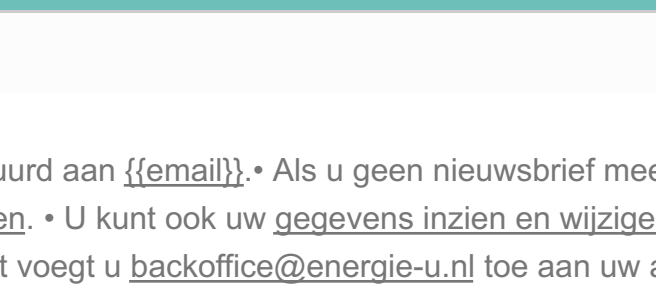 uurd aan {{email}}.• Als u geen nieuwsbrief mee
en. • U kunt ook uw gegevens inzien en wijzige
t voegt u backoffice@energie-u.nl toe aan uw a